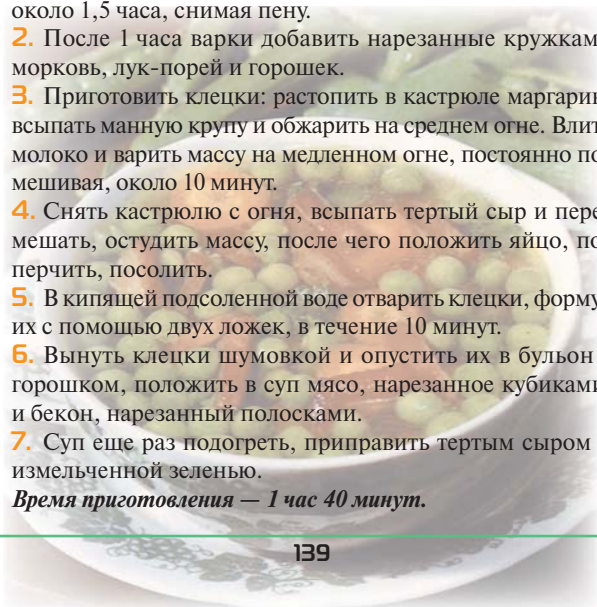 около 1,5 часа, снимая пену.
2. После 1 часа варки добавить нарезанные кружкам
морковь, лук-порей и горошек.
3. Приготовить клецки: растопить в кастрюле маргарин
всыпать манную крупу и обжарить на среднем огне. Влит
молоко и варить массу на медленном огне, постоянно по
мешивая, около 10 минут.
4. Снять кастрюлю с огня, всыпать тертый сыр и пере
мешать, остудить массу, после чего положить яйцо, по
перчить, посолить.
5. В кипящей подсоленной воде отварить клецки, форму
их с помощью двух ложек, в течение 10 минут.
6. Вынуть клецки шумовкой и опустить их в бульон
горошком, положить в суп мясо, нарезанное кубиками
и бекон, нарезанный полосками.
7. Суп еще раз подогреть, приправить тертым сыром
измельченной зеленью.
Время приготовления — 1 час 40 минут.
139